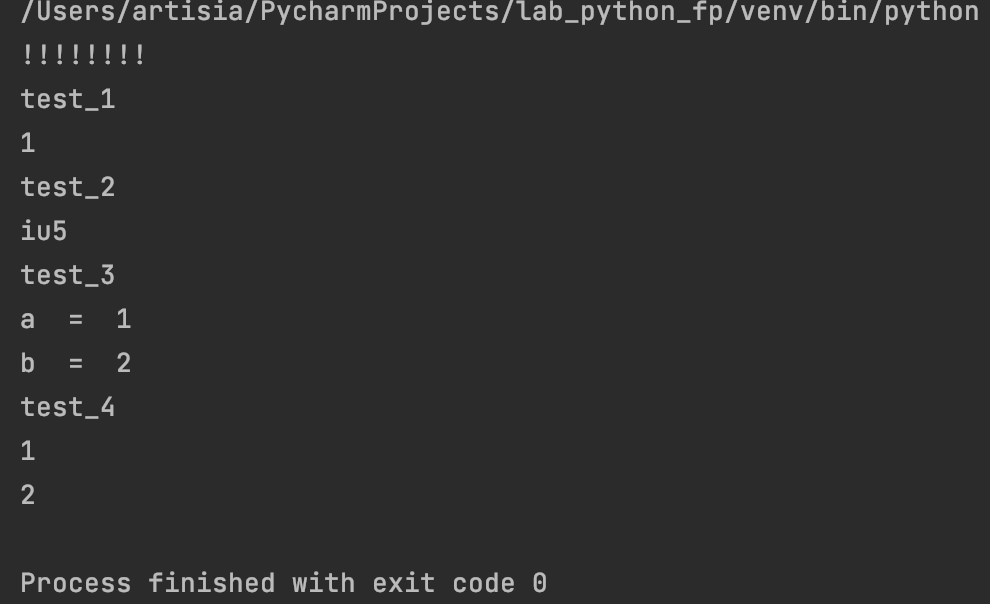 /Users/artisia/PycharmProjects/lab_python_fp/venv/bin/python
!!!!!!!!
test_1
1
test_2
iu5
test_3
a  =  1
b  =  2
test_4
1
2
Process finished with exit code 0